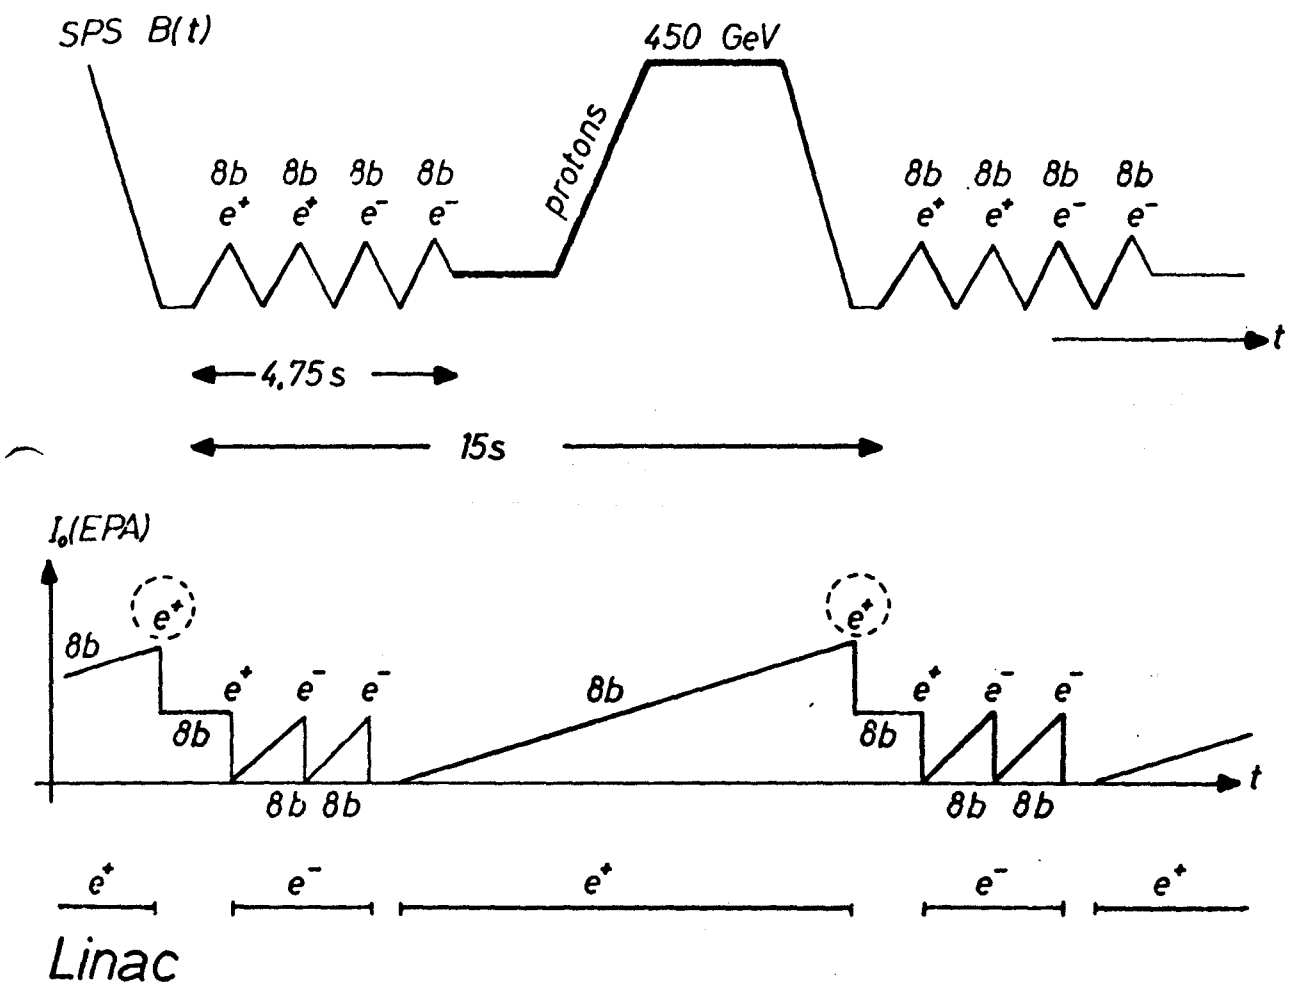 SPS B(t)
450 GeV
protons
8b 8b 8b 8b
e⁺ e⁺ e⁻ e⁻
8b 8b 8b 8b
e⁺ e⁺ e⁻ e⁻
t
4.75s
15s
I₀(EPA)
e⁺ e⁺
8b 8b
e⁺ e⁻ e⁻ e⁺ e⁻ e⁻
8b 8b
8b 8b 8b 8b
t
e⁺ e⁻ e⁺ e⁻ e⁺
Linac